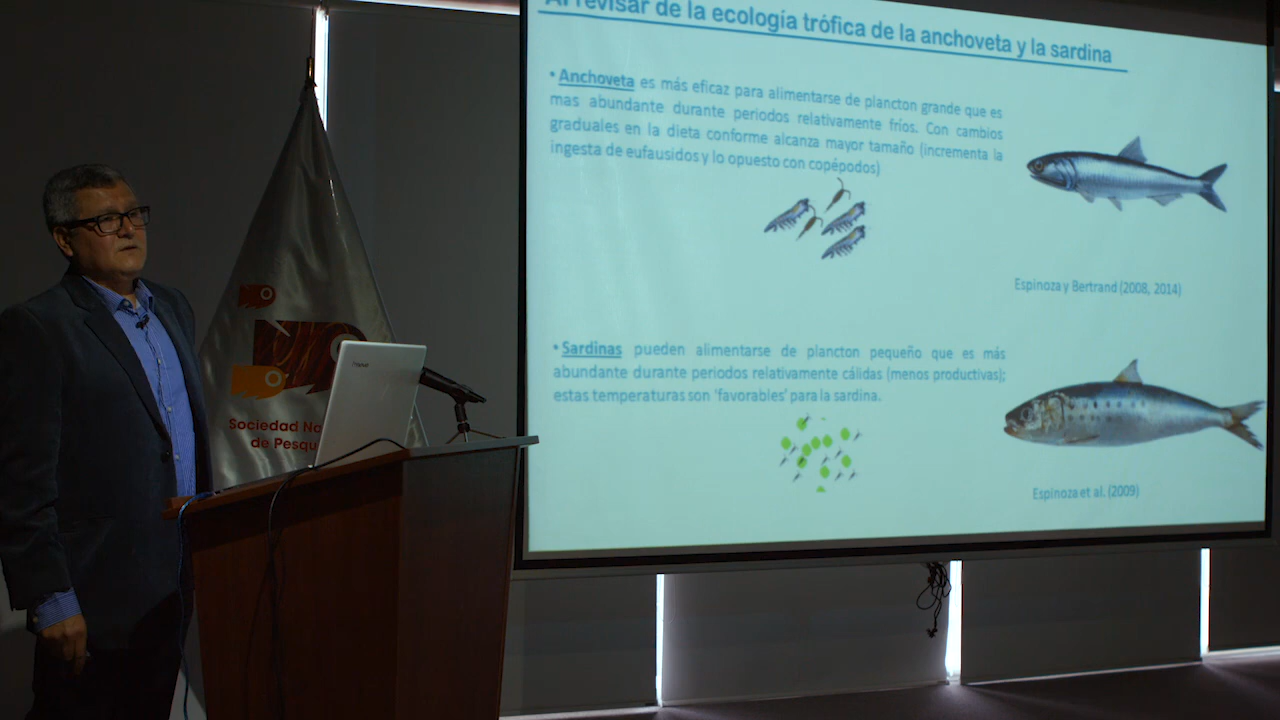 Al revisar de la ecología trófica de la anchoveta y la sardina
• Anchoveta es más eficaz para alimentarse de plancton grande que es
mas abundante durante periodos relativamente fríos. Con cambios
graduales en la dieta conforme alcanza mayor tamaño (incrementa la
ingesta de eufausidos y lo opuesto con copépodos)
Espinoza y Bertrand (2008, 2014)
• Sardinas pueden alimentarse de plancton pequeño que es más
abundante durante periodos relativamente cálidas (menos productivas);
estas temperaturas son 'favorables' para la sardina.
Espinoza et al. (2009)
Sociedad Na
de Pesqu